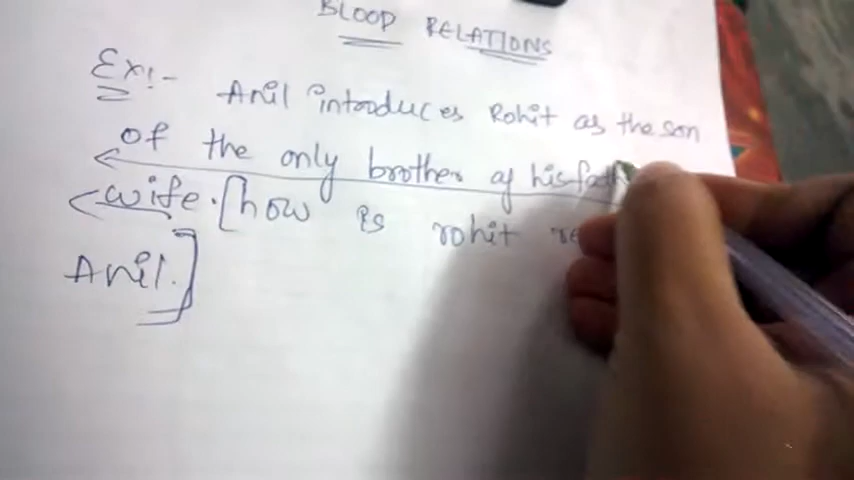 BLOOD RELATIONS
Ex:- Anil introduces Rohit as the son
of the only brother of his
wife. [how is rohit
Anil.]